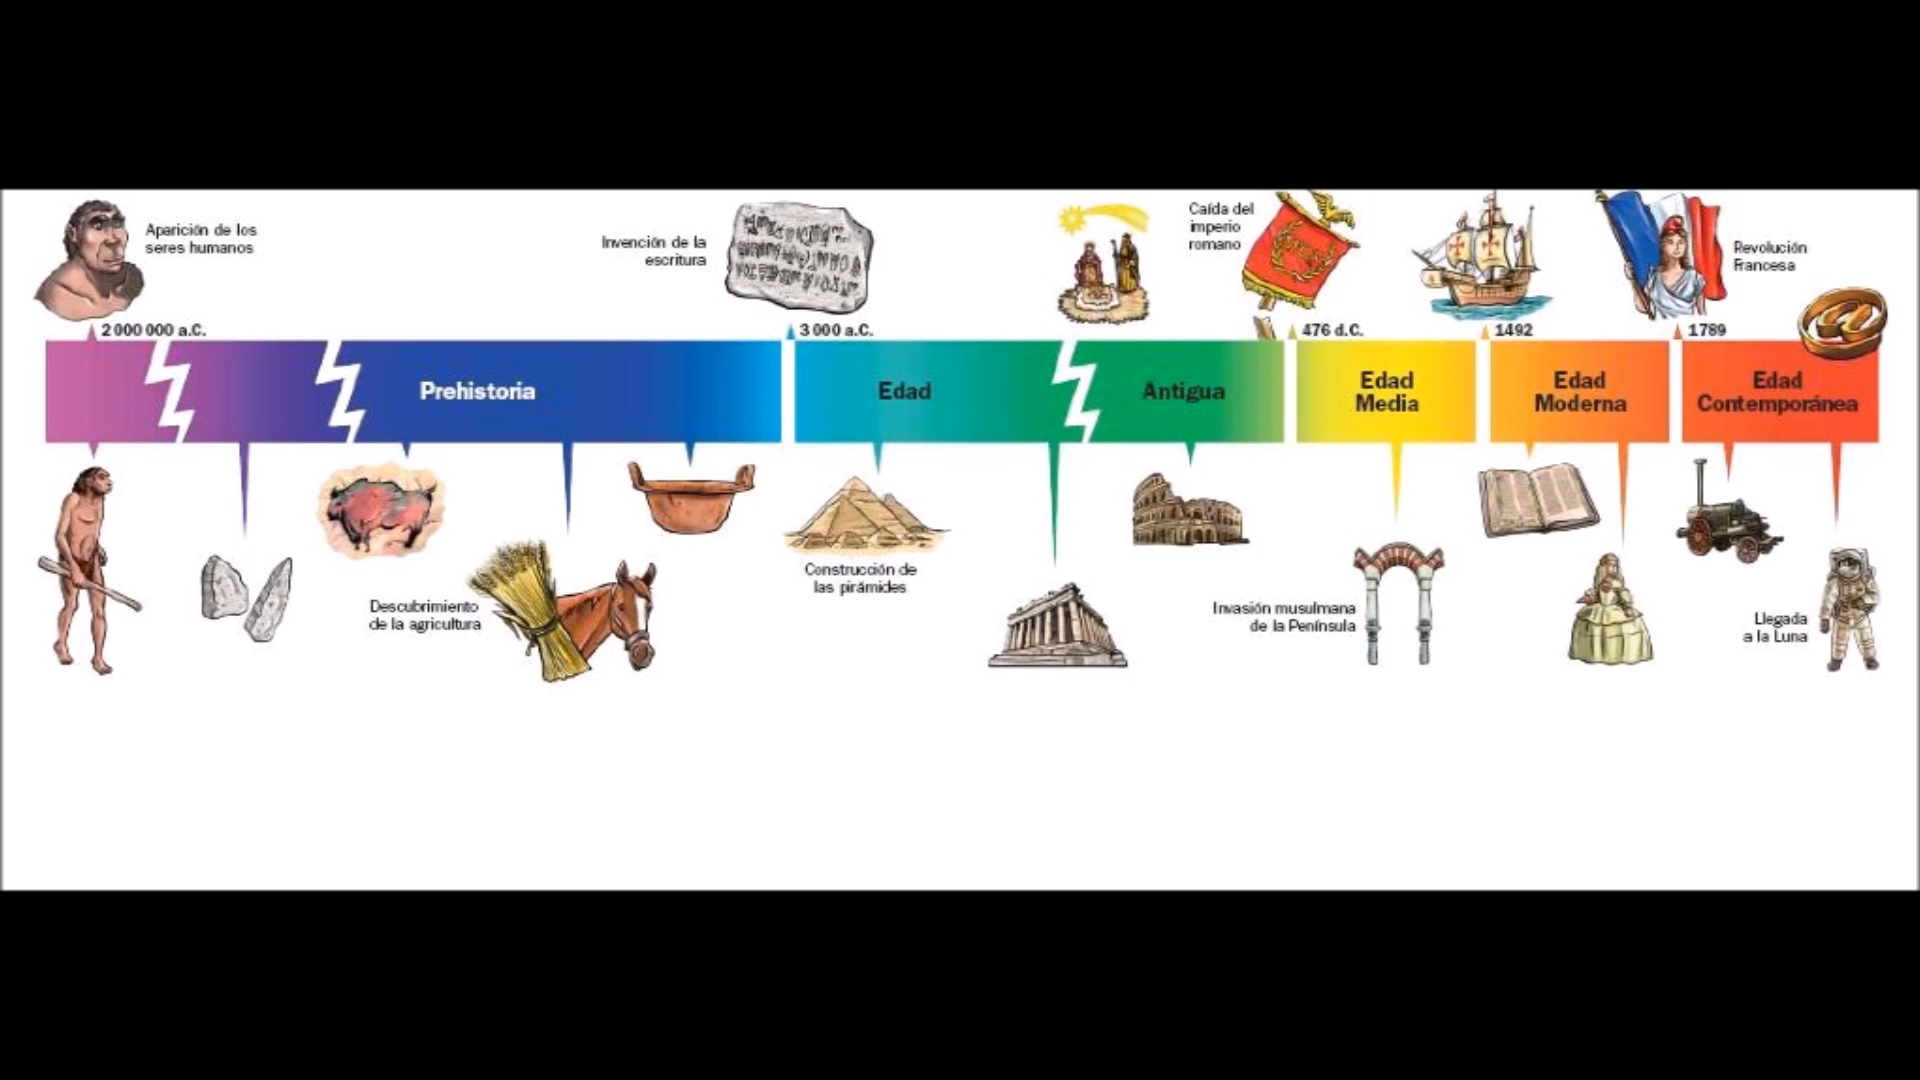 Aparición de los
seres humanos
Invención de la
escritura
Caída del
imperio
romano
Revolución
Francesa
2 000 000 a.C.
3 000 a.C.
476 d.C.
1492
1789
Prehistoria
Edad
Antigua
Edad
Media
Edad
Moderna
Edad
Contemporánea
Descubrimiento
de la agricultura
Construcción de
las pirámides
Invasión musulmana
de la Península
Llegada
a la Luna